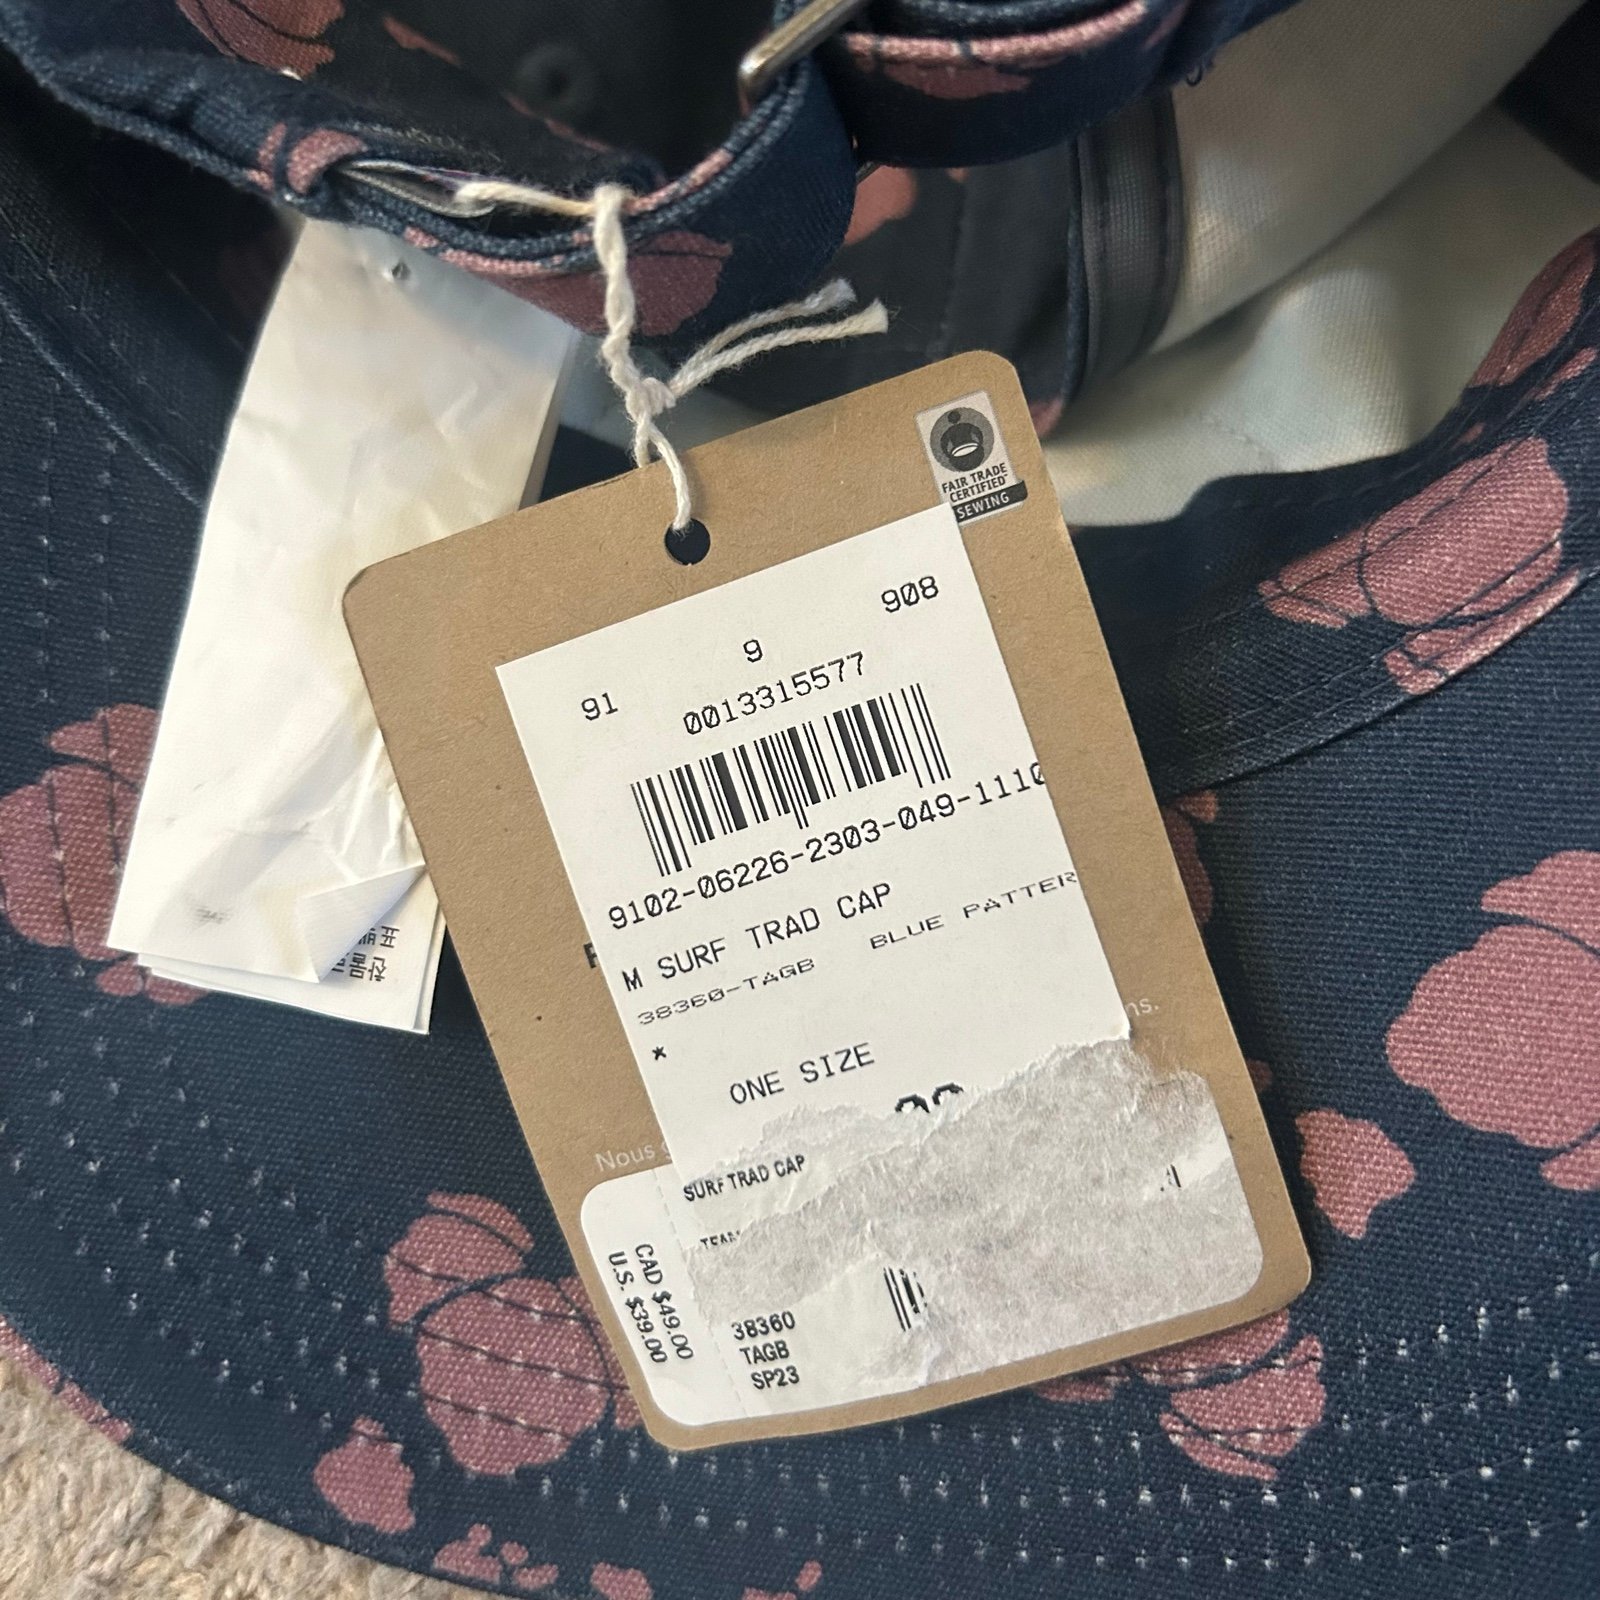 FAIR TRADE
CERTIFIED
SEWING
908
9
91
0013315577
9102-06226-2303-049-1110
M SURF TRAD CAP
38360-TAGB BLUE PATTER
*
ONE SIZE
ns.
Nous
SURF TRAD CAP
CAD $49.00
U.S. $39.00
38360
TAGB
SP23